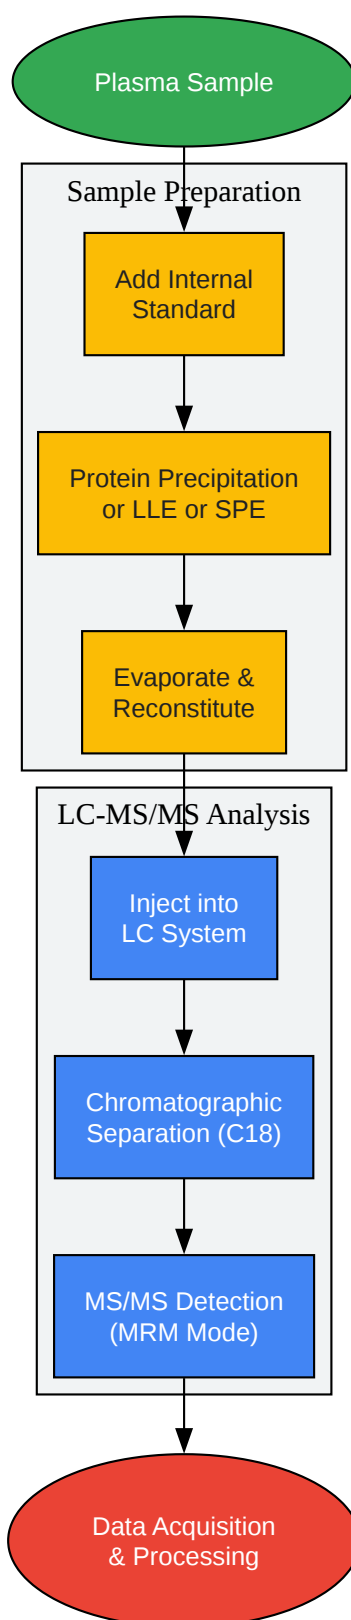 Plasma Sample
Sample Preparation
Add Internal
Standard
Protein Precipitation
or LLE or SPE
Evaporate &
Reconstitute
LC-MS/MS Analysis
Inject into
LC System
Chromatographic
Separation (C18)
MS/MS Detection
(MRM Mode)
Data Acquisition
& Processing